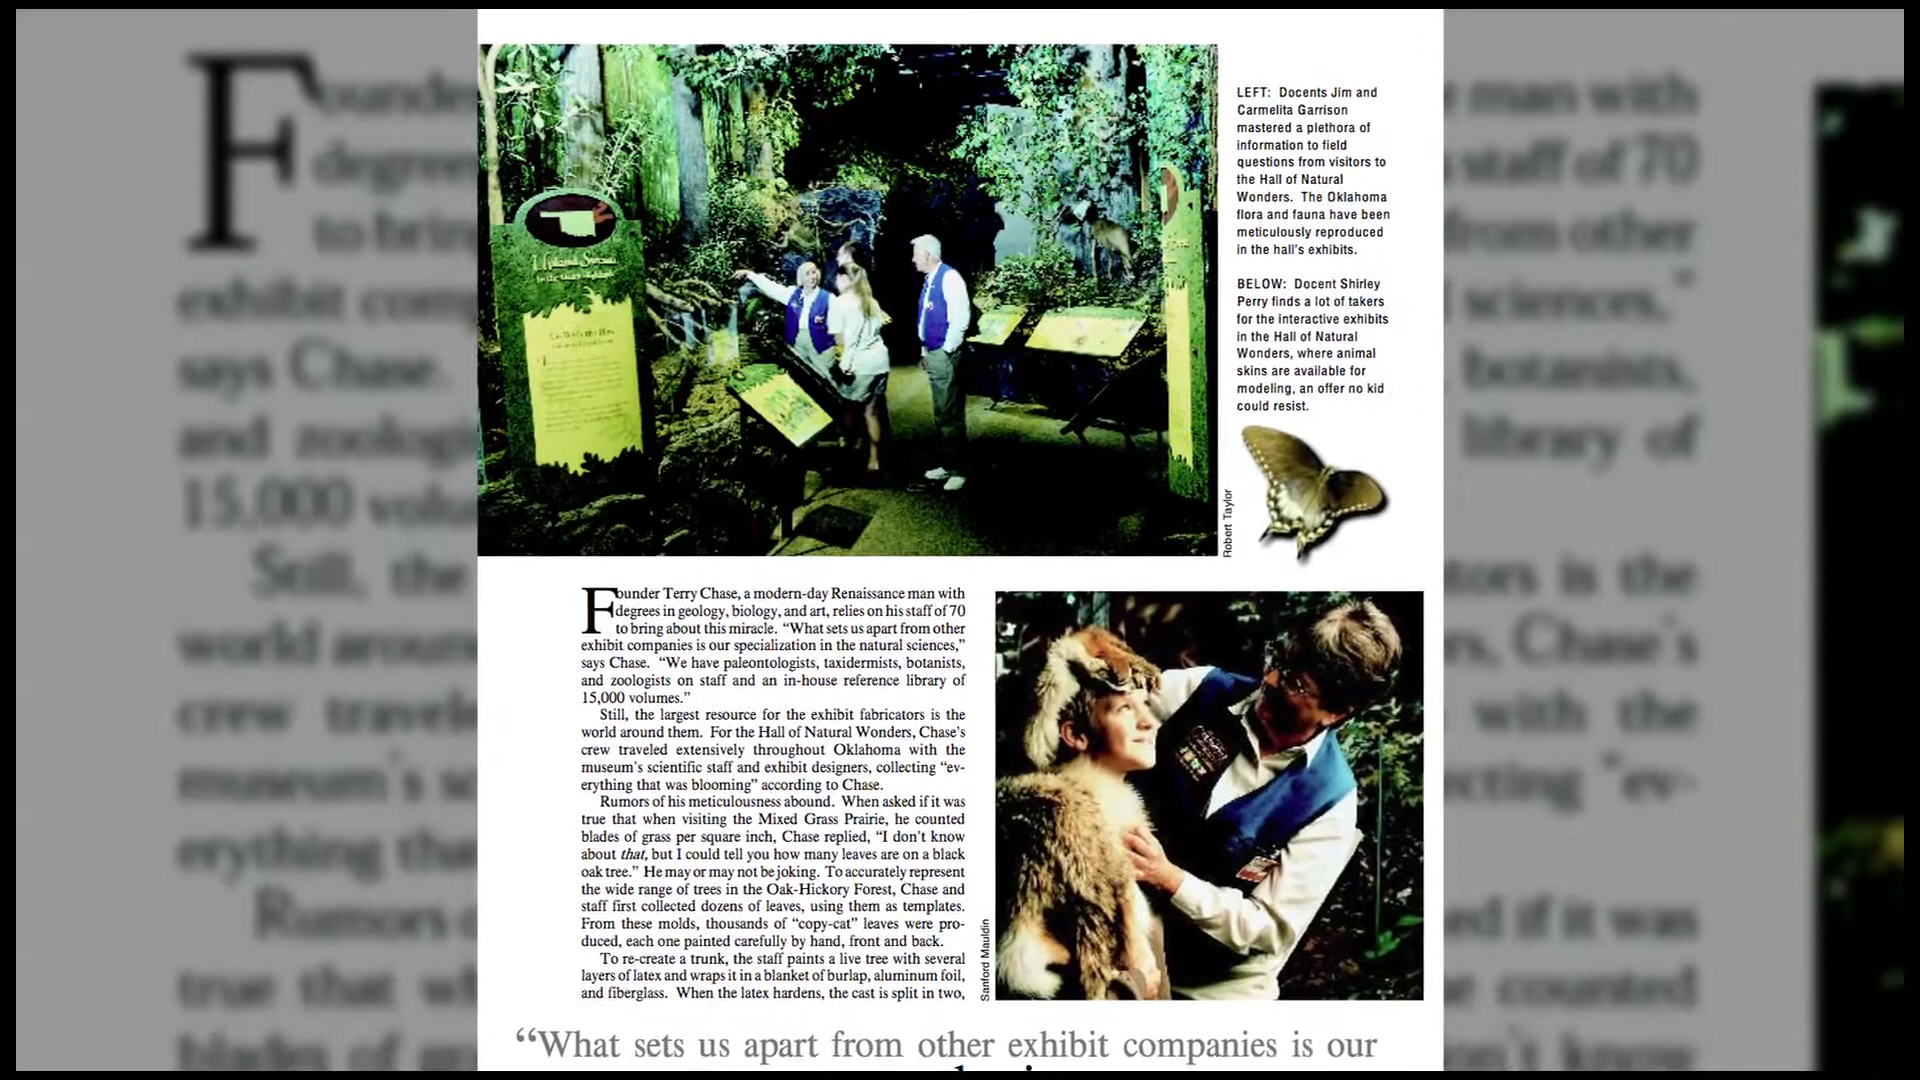 LEFT: Docents Jim and
Carmelita Garrison
mastered a plethora of
information to field
questions from visitors to
the Hall of Natural
Wonders. The Oklahoma
flora and fauna have been
meticulously reproduced
in the hall's exhibits.
BELOW: Docent Shirley
Perry finds a lot of takers
for the interactive exhibits
in the Hall of Natural
Wonders, where animal
skins are available for
modeling, an offer no kid
could resist.
Robert Taylor
Founder Terry Chase, a modern-day Renaissance man with
degrees in geology, biology, and art, relies on his staff of 70
to bring about this miracle. “What sets us apart from other
exhibit companies is our specialization in the natural sciences,”
says Chase. “We have paleontologists, taxidermists, botanists,
and zoologists on staff and an in-house reference library of
15,000 volumes.”
Still, the largest resource for the exhibit fabricators is the
world around them. For the Hall of Natural Wonders, Chase’s
crew traveled extensively throughout Oklahoma with the
museum’s scientific staff and exhibit designers, collecting “ev-
erything that was blooming” according to Chase.
Rumors of his meticulousness abound. When asked if it was
true that when visiting the Mixed Grass Prairie, he counted
blades of grass per square inch, Chase replied, “I don’t know
about that, but I could tell you how many leaves are on a black
oak tree.” He may or may not be joking. To accurately represent
the wide range of trees in the Oak-Hickory Forest, Chase and
staff first collected dozens of leaves, using them as templates.
From these molds, thousands of “copy-cat” leaves were pro-
duced, each one painted carefully by hand, front and back.
To re-create a trunk, the staff paints a live tree with several
layers of latex and wraps it in a blanket of burlap, aluminum foil,
and fiberglass. When the latex hardens, the cast is split in two,
Sanford Mauldin
“What sets us apart from other exhibit companies is our